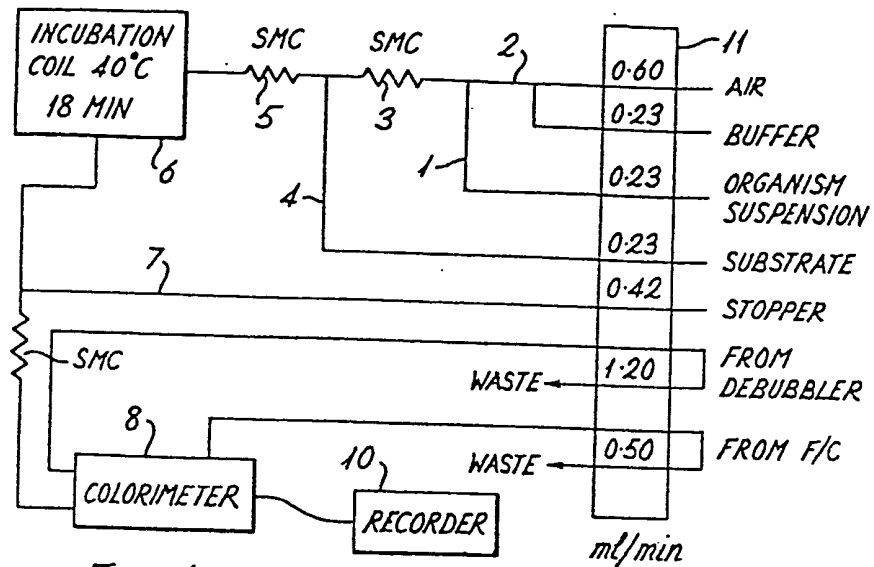 INCUBATION
COIL 40°C
18 MIN
SMC
SMC
2
11
5
3
6
0·60
AIR
0·23
BUFFER
1
0·23
ORGANISM
SUSPENSION
4
0·23
SUBSTRATE
7
0·42
STOPPER
SMC
1·20
FROM
DEBUBBLER
WASTE
8
COLORIMETER
10
RECORDER
WASTE
0·50
FROM F/C
ml/min